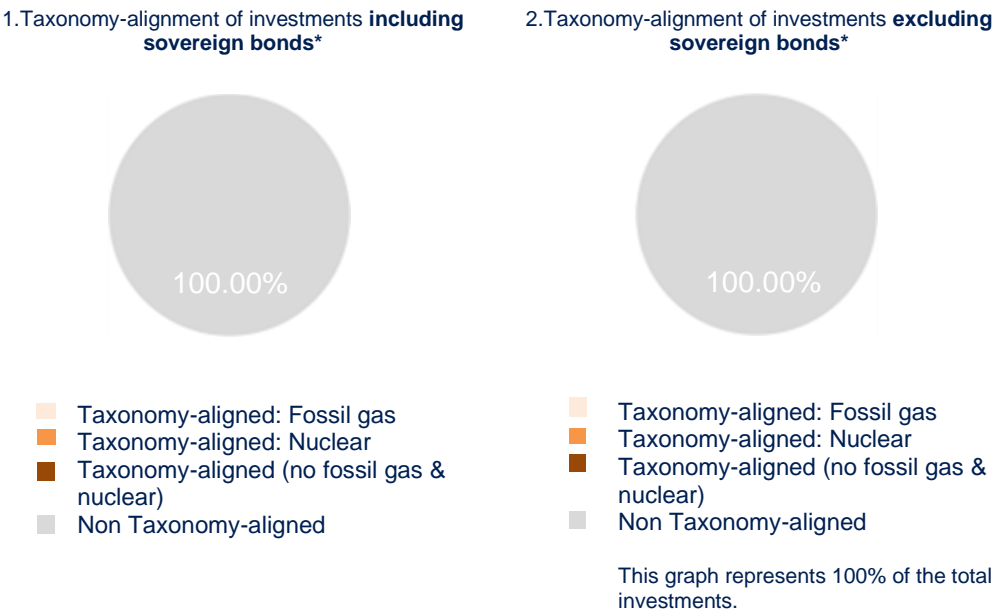 1.Taxonomy-alignment of investments including
sovereign bonds*
100.00%
Taxonomy-aligned: Fossil gas
Taxonomy-aligned: Nuclear
Taxonomy-aligned (no fossil gas &
nuclear)
Non Taxonomy-aligned
2.Taxonomy-alignment of investments excluding
sovereign bonds*
100.00%
Taxonomy-aligned: Fossil gas
Taxonomy-aligned: Nuclear
Taxonomy-aligned (no fossil gas &
nuclear)
Non Taxonomy-aligned
This graph represents 100% of the total
investments.